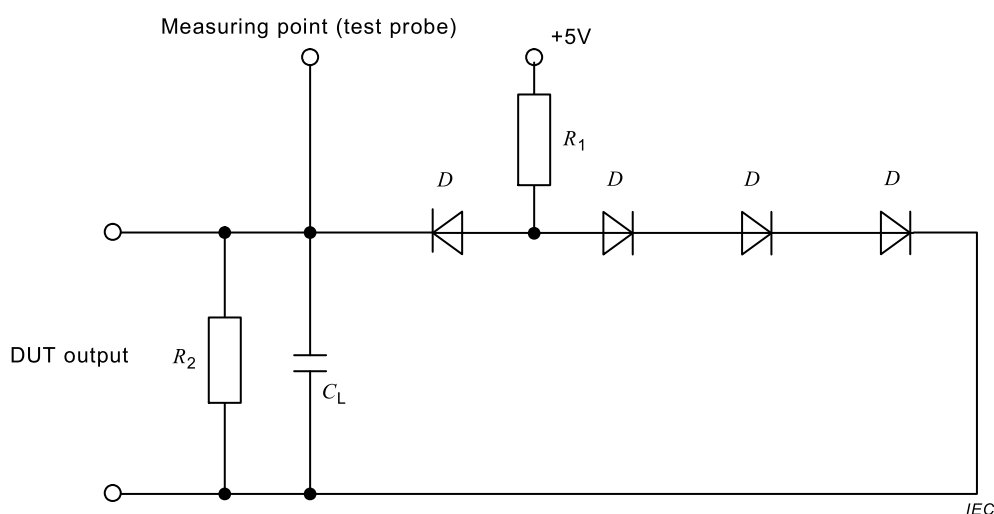 Measuring point (test probe)
+5V
R1
D
D
D
D
DUT output
R2
CL
IEC